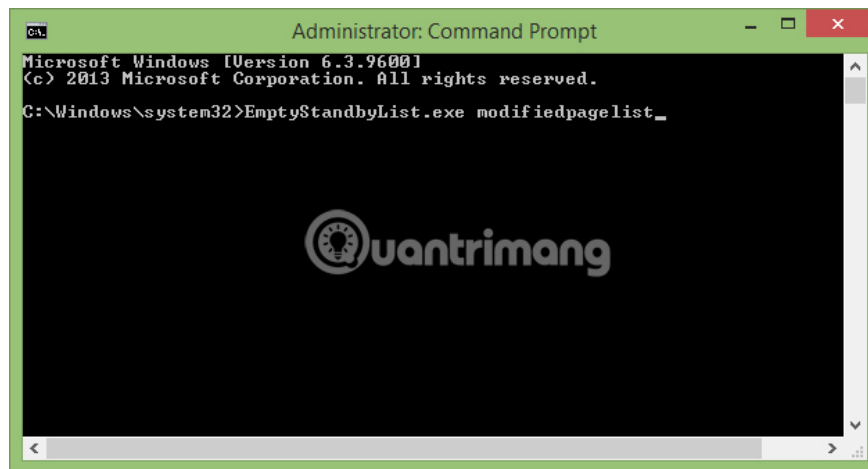 Administrator: Command Prompt
Microsoft Windows [Version 6.3.9600]
(c) 2013 Microsoft Corporation. All rights reserved.
C:\Windows\system32>EmptyStandbyList.exe modifiedpagelist_
Quantrimang